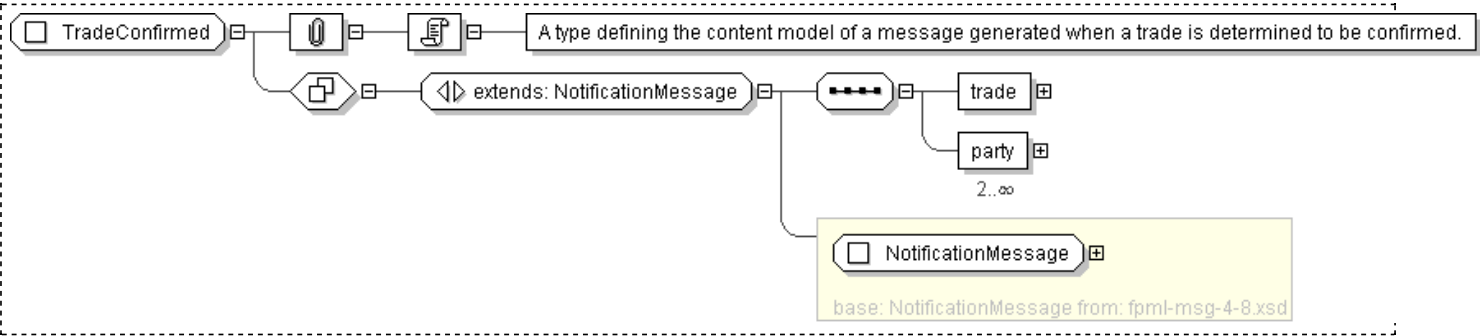 TradeConfirmed
A type defining the content model of a message generated when a trade is determined to be confirmed.
extends: NotificationMessage
trade
party
2..∞
NotificationMessage
base: NotificationMessage from: fpml-msg-4-8.xsd